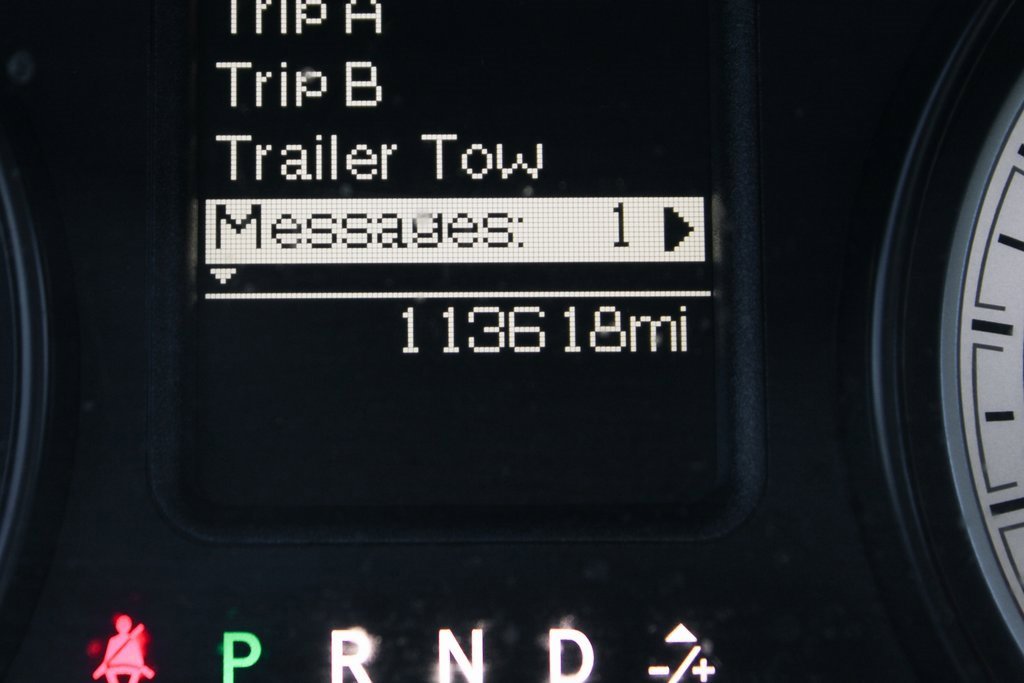 Trip A
Trip B
Trailer Tow
Messages: 1
113618mi
P R N D -/+